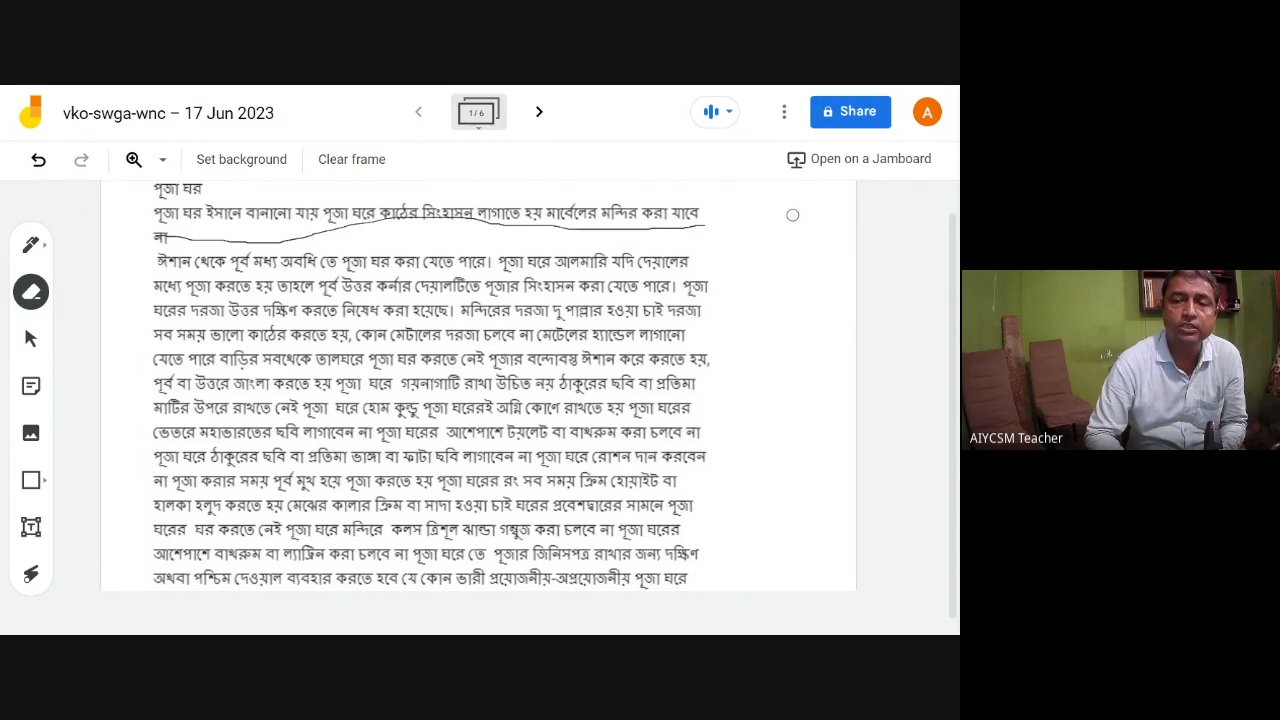 vko-swga-wnc – 17 Jun 2023
1/6
Share
A
Set background
Clear frame
Open on a Jamboard
পূজা ঘর
পূজা ঘর ইসানে বানানো যায় পূজা ঘরে কাঠের সিংহাসন লাগাতে হয় মার্বেলের মন্দির করা যাবে
না
ঈশান থেকে পূর্ব মধ্য অবধি তে পূজা ঘর করা যেতে পারে। পূজা ঘরে আলমারি যদি দেয়ালের
মধ্যে পূজা করতে হয় তাহলে পূর্ব উত্তর কর্নার দেয়ালটিতে পূজার সিংহাসন করা যেতে পারে। পূজা
ঘরের দরজা উত্তর দক্ষিণ করতে নিষেধ করা হয়েছে। মন্দিরের দরজা দু পাল্লার হওয়া চাই দরজা
সব সময় ভালো কাঠের করতে হয়, কোন মেটালের দরজা চলবে না মেটেলের হ্যান্ডেল লাগানো
যেতে পারে বাড়ির সবথেকে তালঘরে পূজা ঘর করতে নেই পূজার বন্দোবস্ত ঈশান করে করতে হয়,
পূর্ব বা উত্তরে জাংলা করতে হয় পূজা ঘরে গয়নাগাটি রাখা উচিত নয় ঠাকুরের ছবি বা প্রতিমা
মাটির উপরে রাখতে নেই পূজা ঘরে হোম কুন্ডু পূজা ঘরেরই অগ্নি কোণে রাখতে হয় পূজা ঘরের
ভেতরে মহাভারতের ছবি লাগাবেন না পূজা ঘরের আশেপাশে টয়লেট বা বাথরুম করা চলবে না
পূজা ঘরে ঠাকুরের ছবি বা প্রতিমা ভাঙ্গা বা ফাটা ছবি লাগাবেন না পূজা ঘরে রোশন দান করবেন
না পূজা করার সময় পূর্ব মুখ হয়ে পূজা করতে হয় পূজা ঘরের রং সব সময় ক্রিম হোয়াইট বা
হালকা হলুদ করতে হয় মেঝের কালার ক্রিম বা সাদা হওয়া চাই ঘরের প্রবেশদ্বারের সামনে পূজা
ঘরের ঘর করতে নেই পূজা ঘরে মন্দিরে কলস ত্রিশূল ঝান্ডা গম্বুজ করা চলবে না পূজা ঘরের
আশেপাশে বাথরুম বা ল্যাট্রিন করা চলবে না পূজা ঘরে তে পূজার জিনিসপত্র রাখার জন্য দক্ষিণ
অথবা পশ্চিম দেওয়াল ব্যবহার করতে হবে যে কোন ভারী প্রয়োজনীয়-অপ্রয়োজনীয় পূজা ঘরে
AIYCSM Teacher